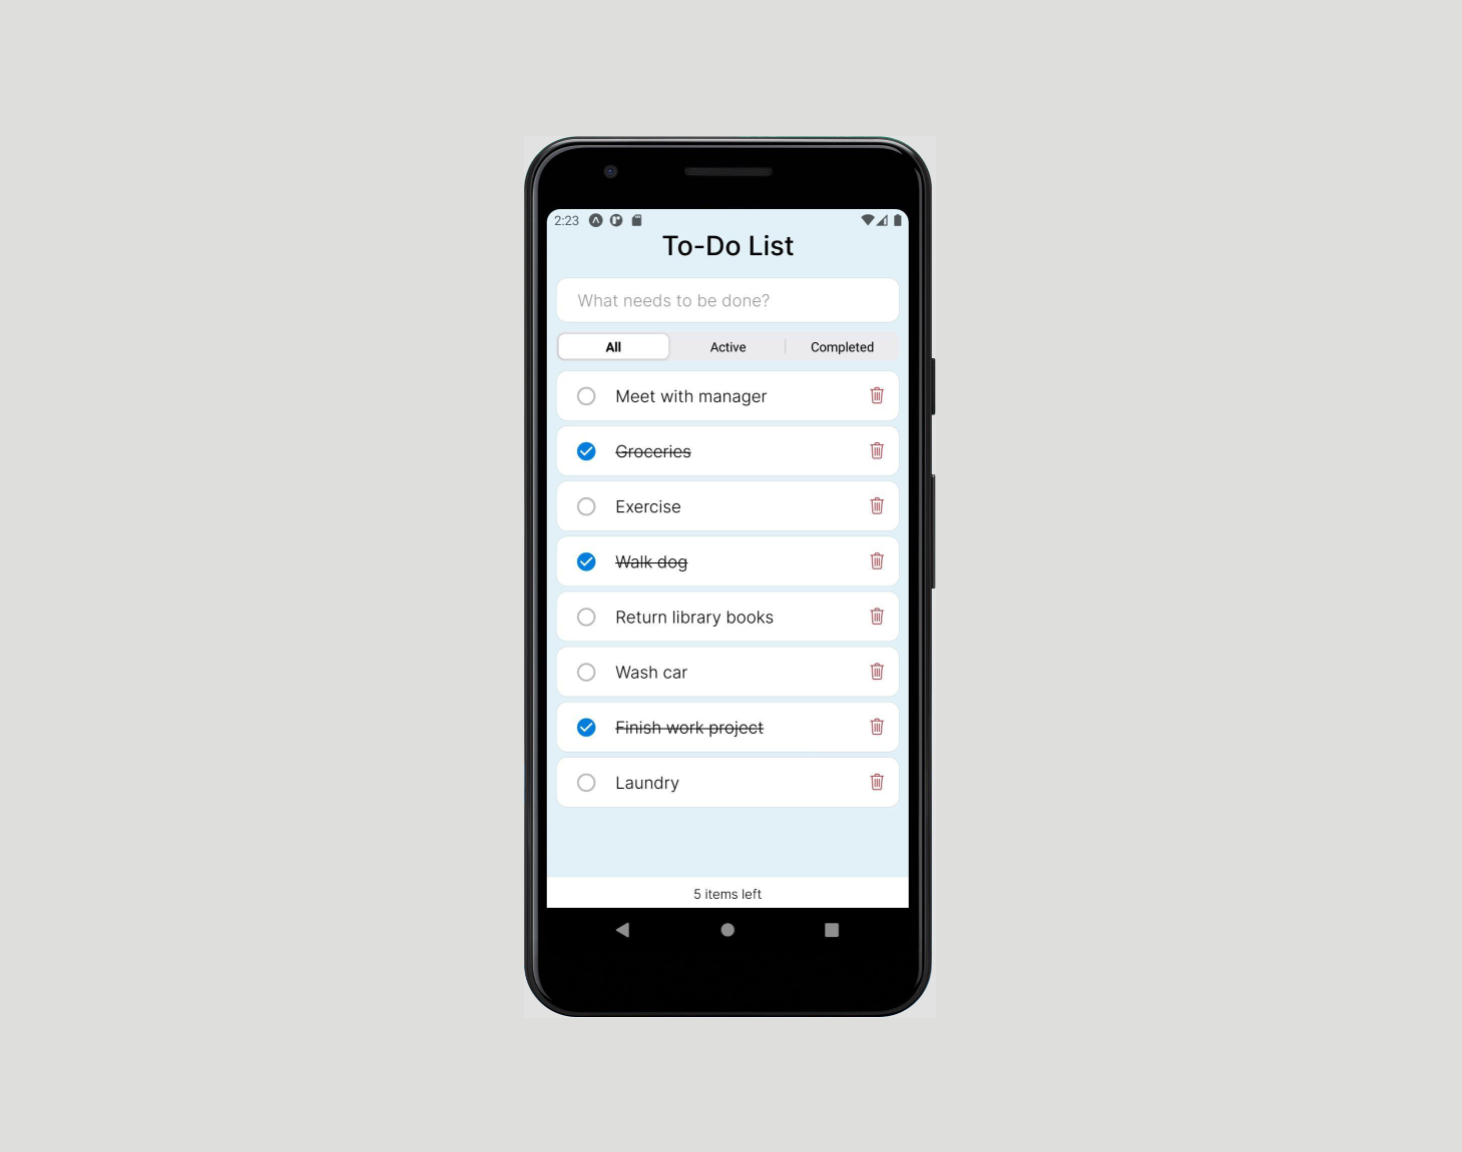 2:23
To-Do List
What needs to be done?
All Active Completed
Meet with manager
Groceries
Exercise
Walk dog
Return library books
Wash car
Finish work project
Laundry
5 items left